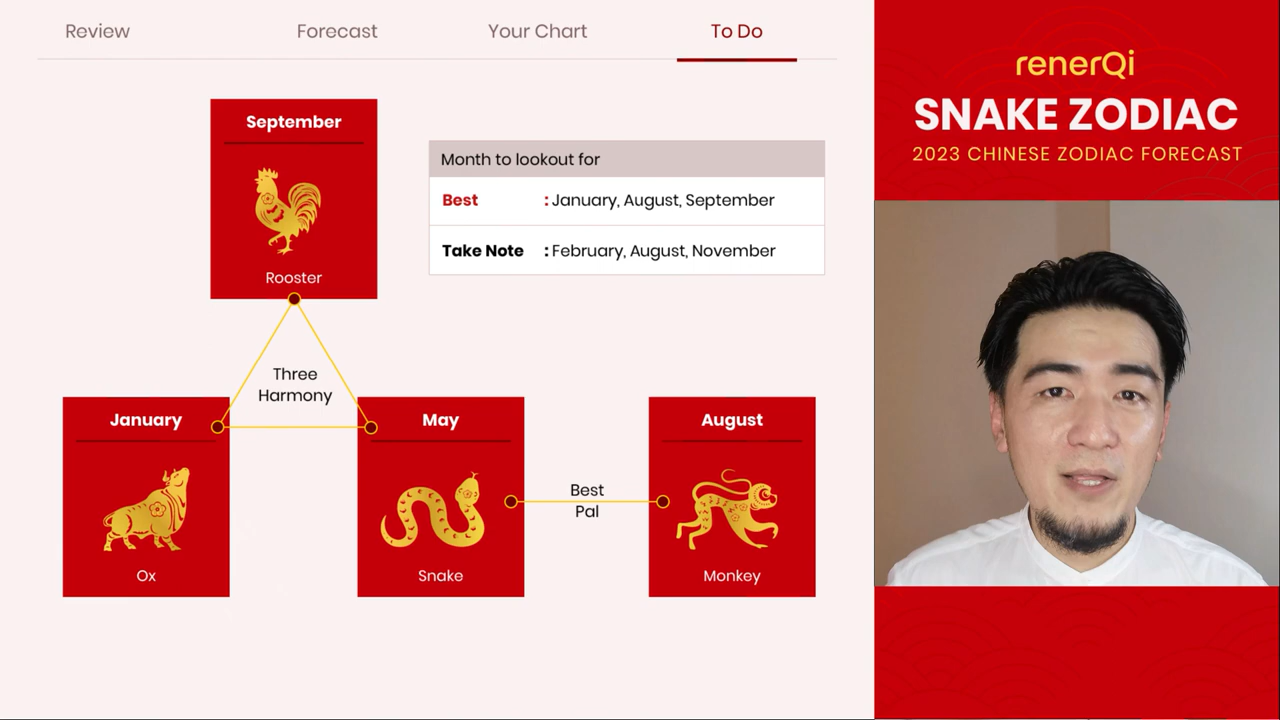 Review
Forecast
Your Chart
To Do
September
Rooster
Month to lookout for
Best : January, August, September
Take Note : February, August, November
Three
Harmony
January
Ox
May
Snake
Best
Pal
August
Monkey
renerQi
SNAKE ZODIAC
2023 CHINESE ZODIAC FORECAST